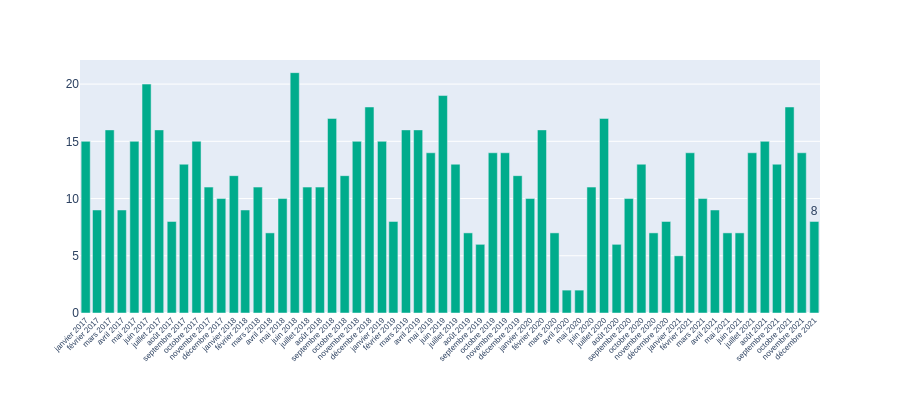 20
15
10
5
0
8
janvier 2017
février 2017
mars 2017
avril 2017
mai 2017
juin 2017
juillet 2017
août 2017
septembre 2017
octobre 2017
novembre 2017
décembre 2017
janvier 2018
février 2018
mars 2018
avril 2018
mai 2018
juin 2018
juillet 2018
août 2018
septembre 2018
octobre 2018
novembre 2018
décembre 2018
janvier 2019
février 2019
mars 2019
avril 2019
mai 2019
juin 2019
juillet 2019
août 2019
septembre 2019
octobre 2019
novembre 2019
décembre 2019
janvier 2020
février 2020
mars 2020
avril 2020
mai 2020
juin 2020
juillet 2020
août 2020
septembre 2020
octobre 2020
novembre 2020
décembre 2020
janvier 2021
février 2021
mars 2021
avril 2021
mai 2021
juin 2021
juillet 2021
août 2021
septembre 2021
octobre 2021
novembre 2021
décembre 2021